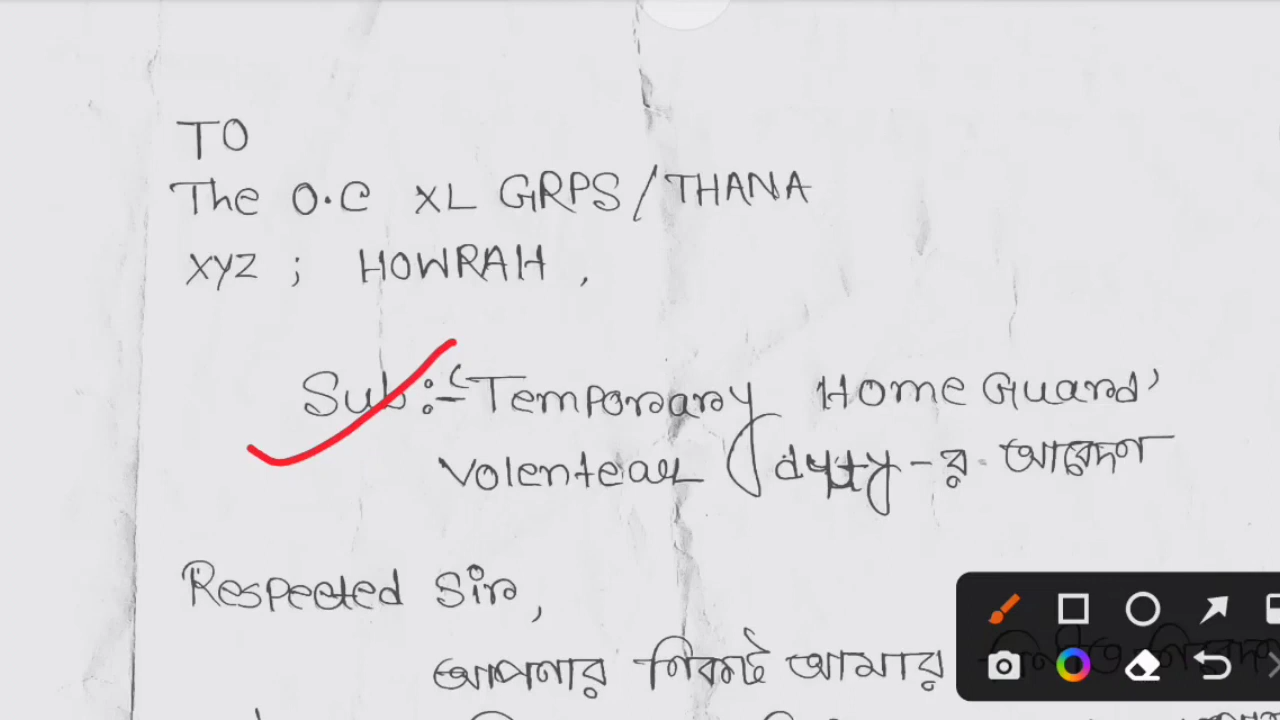 TO
The O.C XL GRPS/THANA
XYZ ; HOWRAH ,
Sub:- ‘Temporary Home Guard’
Volentear duty-র আবেদন
Respected Sir,
আপনার নিকট আমার